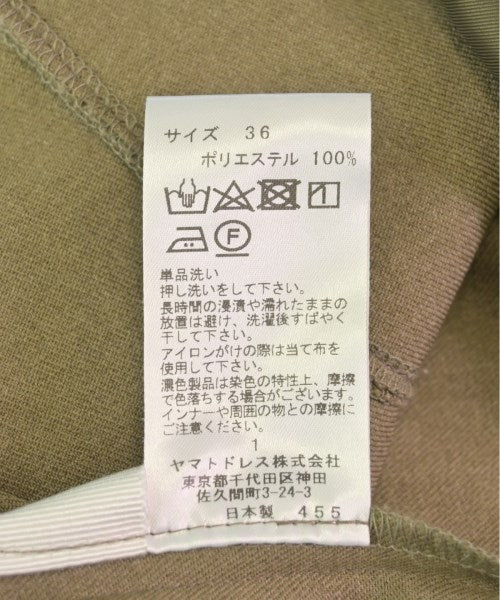 サイズ 36
ポリエステル 100%
F
単品洗い
押し洗いをして下さい。
長時間の浸漬や濡れたままの
放置は避け、洗濯後すばやく
干して下さい。
アイロンがけの際は当て布を
使用して下さい。
濃色製品は染色の特性上、摩擦
で色落ちする場合がございます。
インナーや周囲の物との摩擦に
ご注意ください。
1
ヤマトドレス株式会社
東京都千代田区神田
佐久間町3-24-3
日本製 455